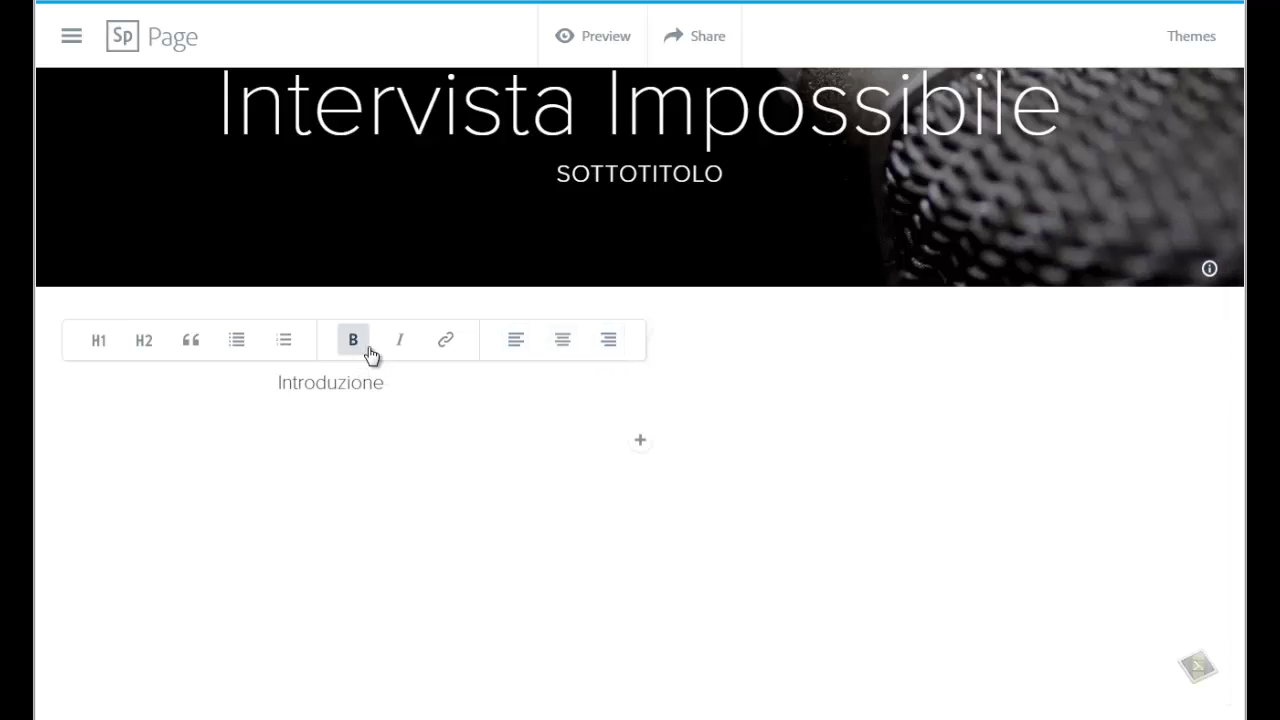 Sp Page
Preview
Share
Themes
Intervista Impossibile
SOTTOTITOLO
H1 H2 B I
Introduzione